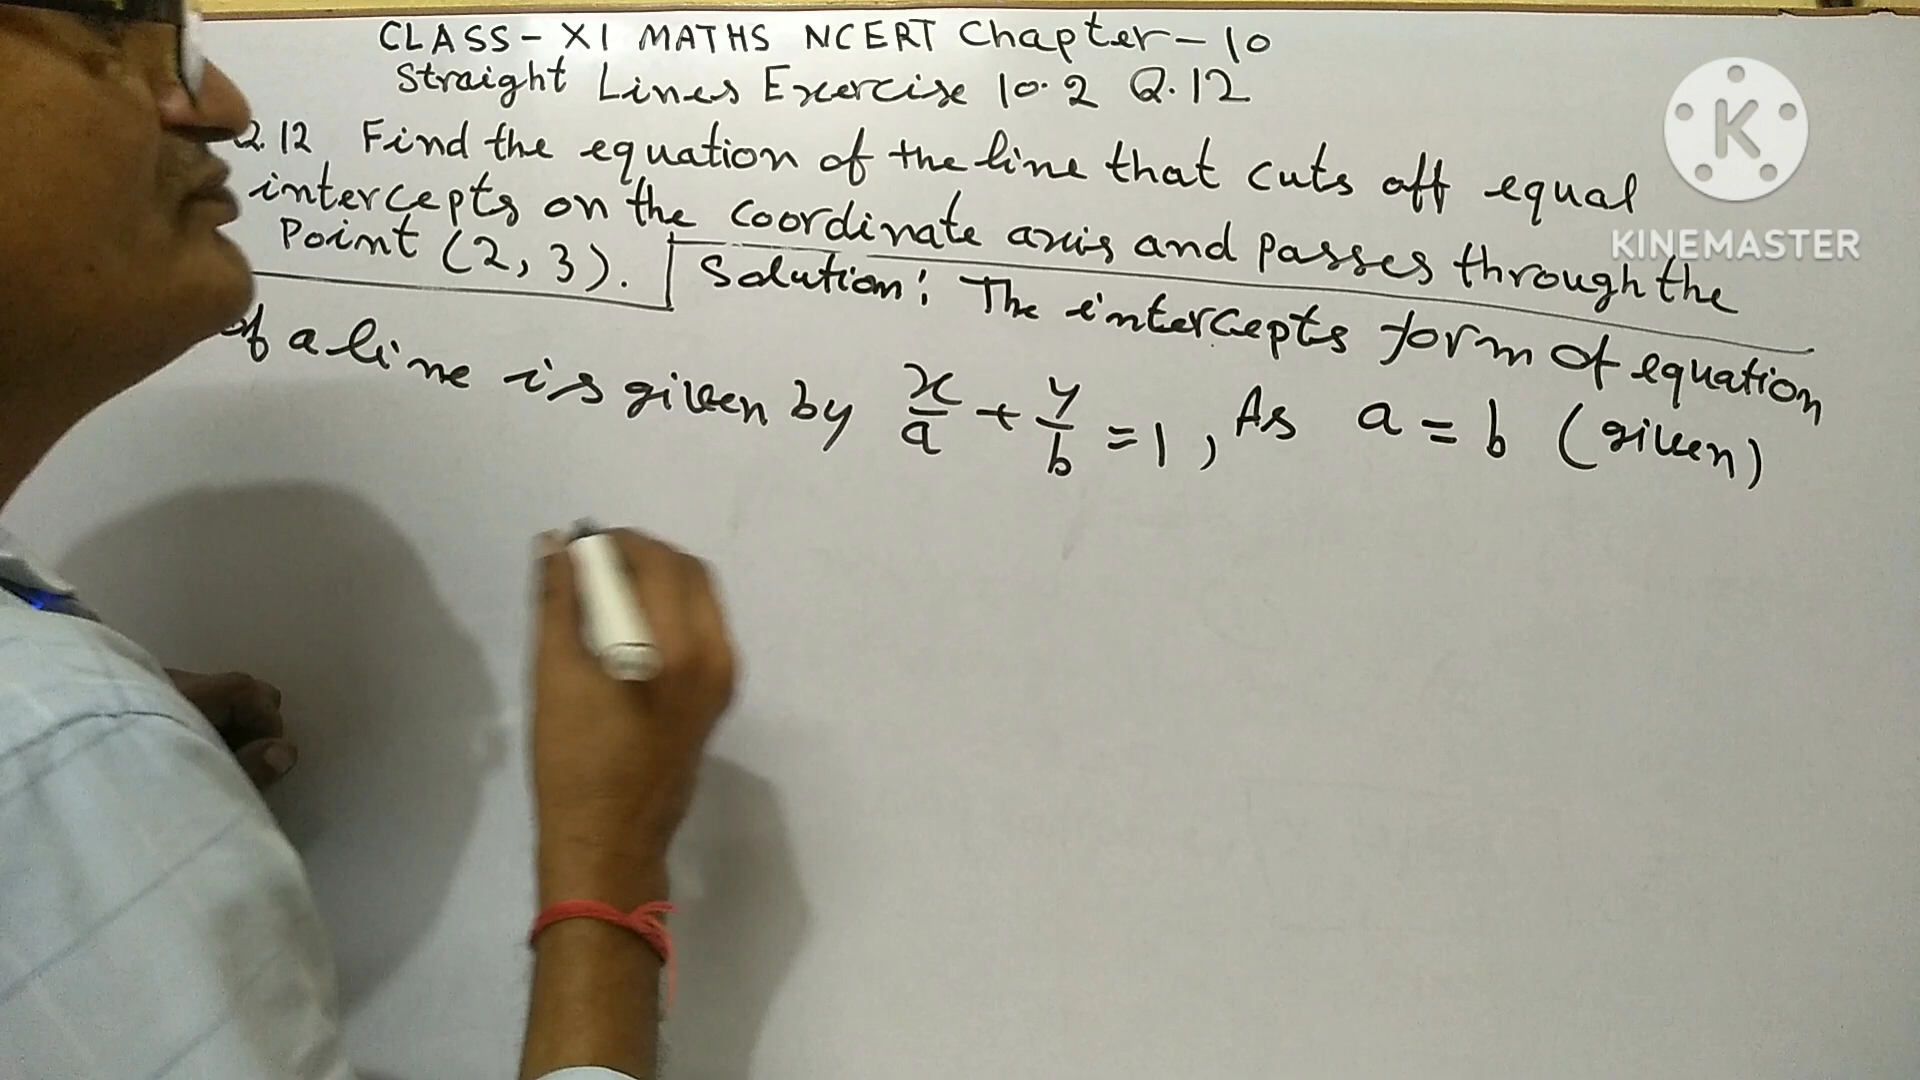 CLASS - XI MATHS NCERT Chapter - 10
Straight Lines Exercise 10.2 Q.12
Q.12 Find the equation of the line that cuts off equal
intercepts on the coordinate axis and passes through the
Point (2, 3). Solution: The intercepts form of equation
of a line is given by x/a + y/b = 1, As a = b (given)
K
KINEMASTER